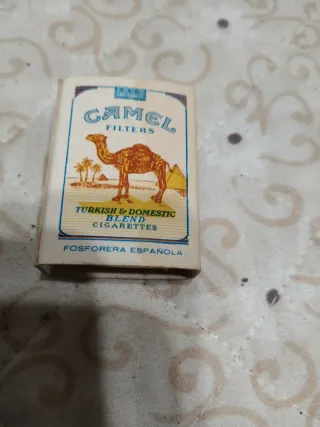 CAMEL
FILTERS
TURKISH & DOMESTIC
BLEND
CIGARETTES
FOSFORERA ESPAÑOLA